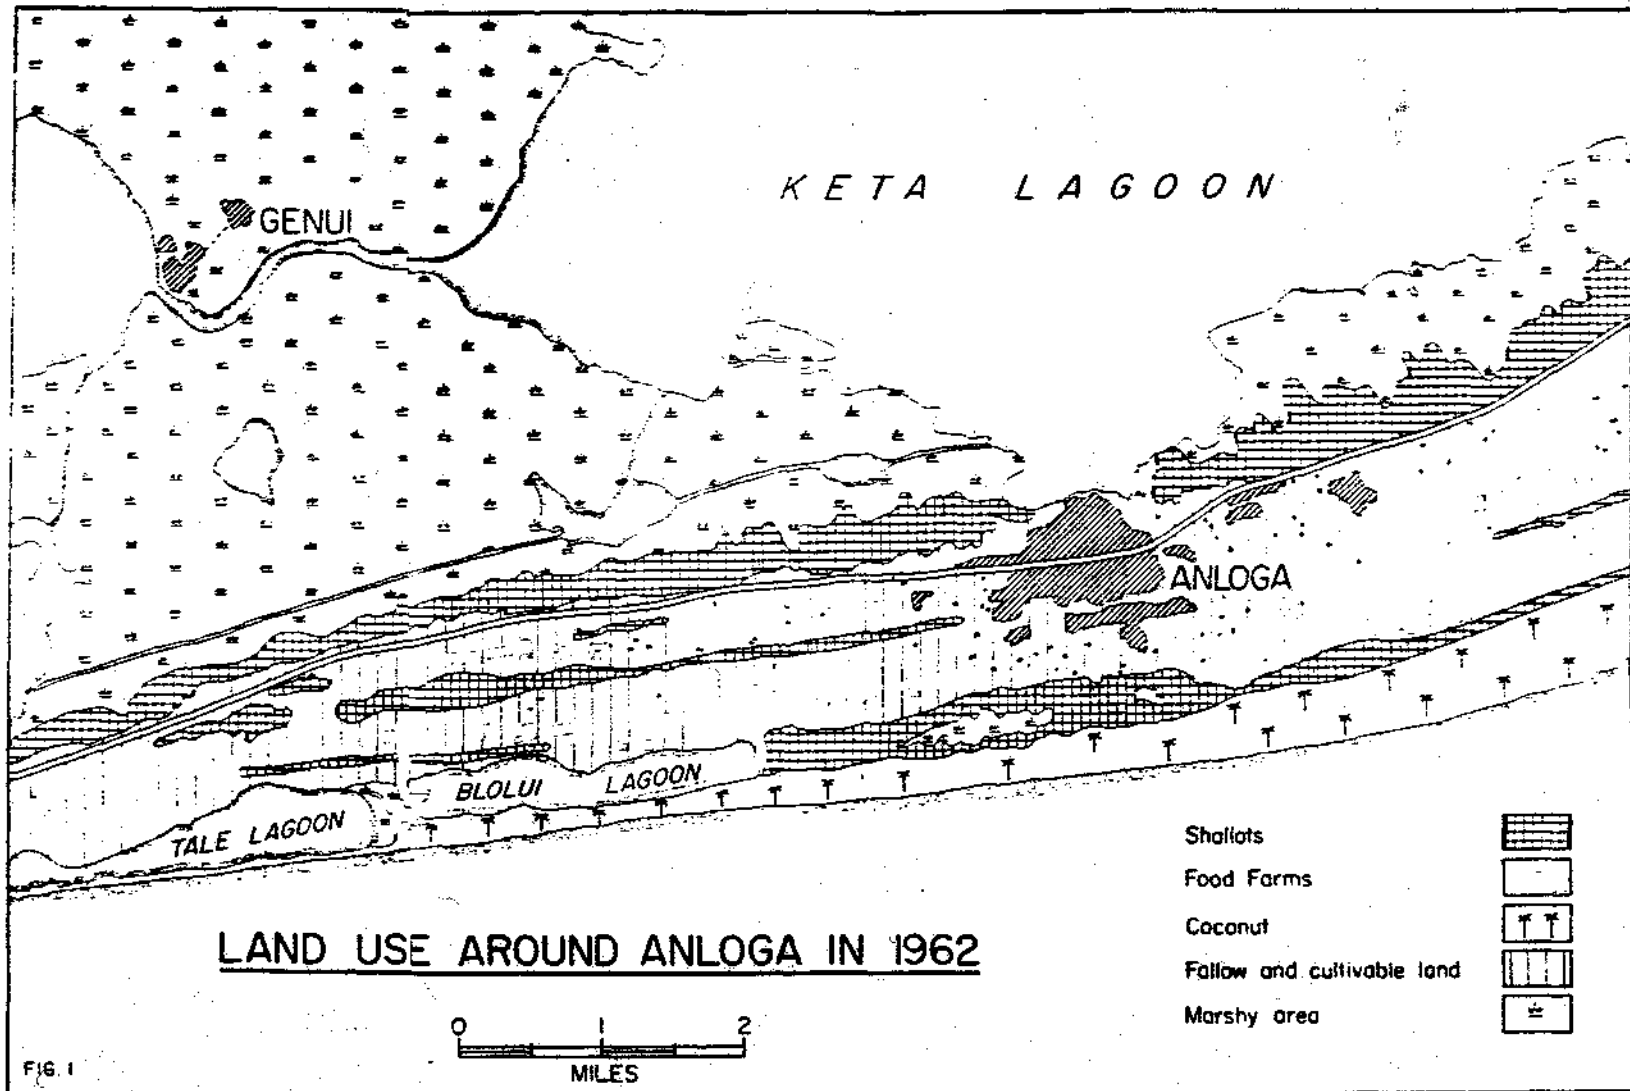 KETA LAGOON
GENUI
ANLOGA
BLOLUI LAGOON
TALE LAGOON
Shallots
Food Farms
Coconut
Fallow and cultivable land
Marshy area
LAND USE AROUND ANLOGA IN 1962
0 1 2
MILES
FIG. 1